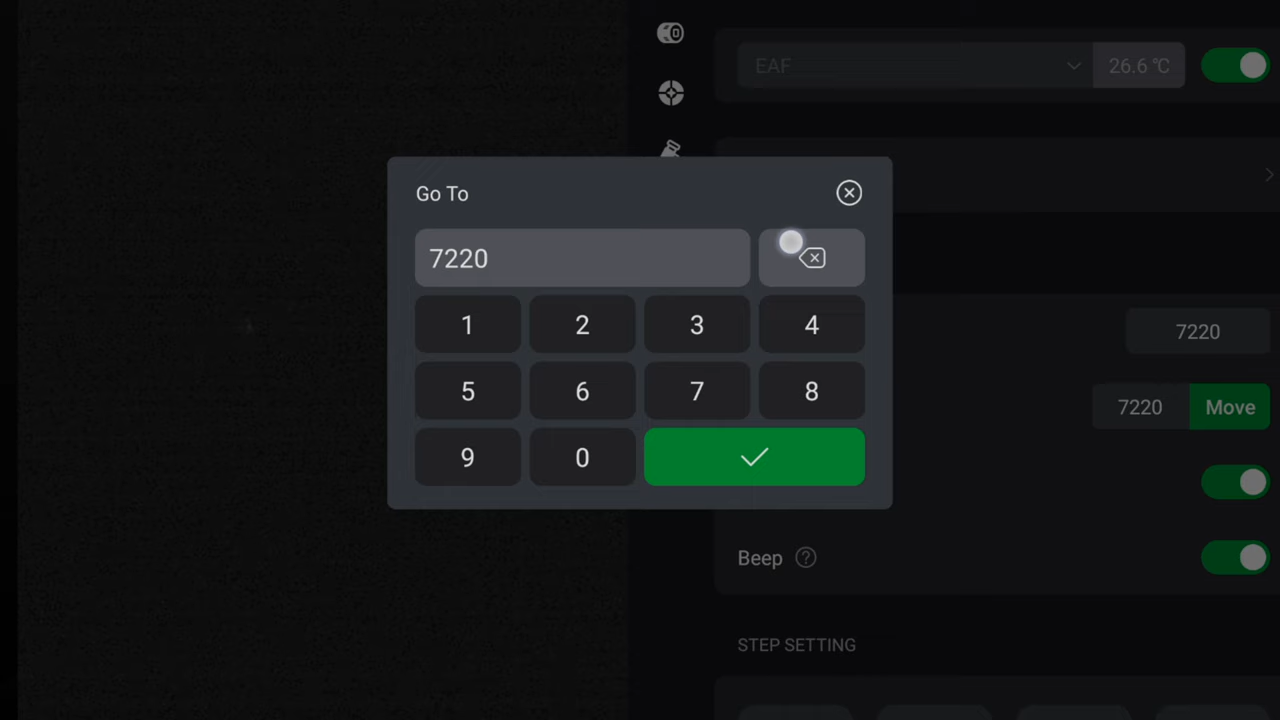 EAF
26.6 ℃
Go To
7220
1 2 3 4
5 6 7 8
9 0
7220
7220 Move
Beep ?
STEP SETTING